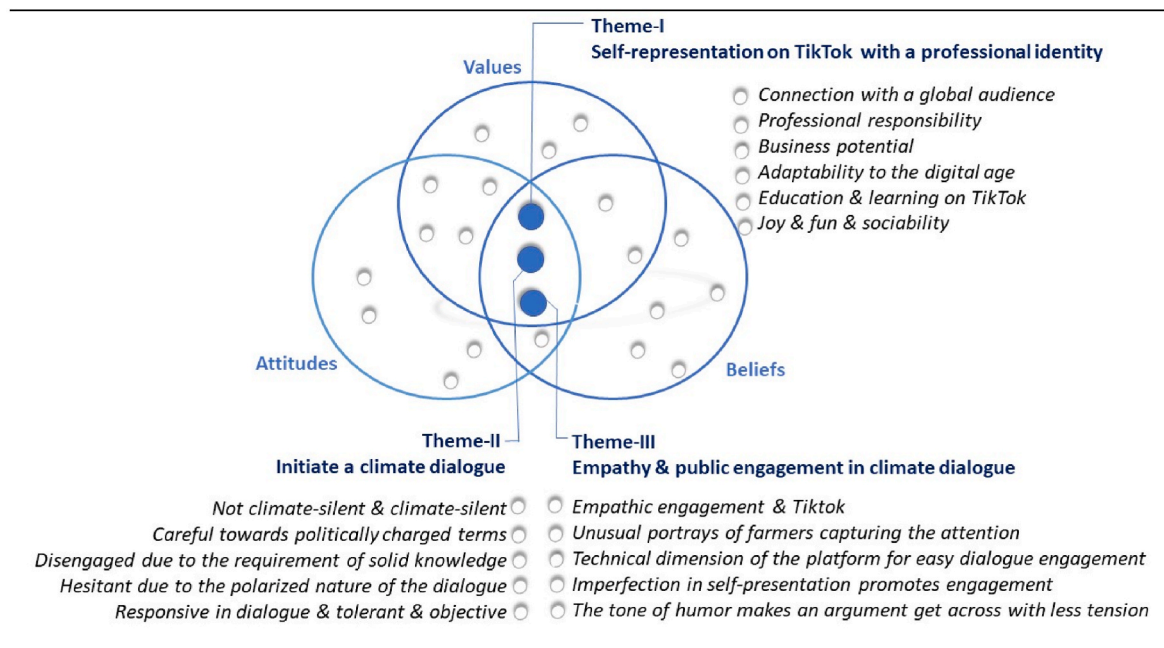 Theme-I
Self-representation on TikTok with a professional identity
Values
Connection with a global audience
Professional responsibility
Business potential
Adaptability to the digital age
Education & learning on TikTok
Joy & fun & sociability
Attitudes
Beliefs
Theme-II
Initiate a climate dialogue
Not climate-silent & climate-silent
Careful towards politically charged terms
Disengaged due to the requirement of solid knowledge
Hesitant due to the polarized nature of the dialogue
Responsive in dialogue & tolerant & objective
Theme-III
Empathy & public engagement in climate dialogue
Empathic engagement & Tiktok
Unusual portrays of farmers capturing the attention
Technical dimension of the platform for easy dialogue engagement
Imperfection in self-presentation promotes engagement
The tone of humor makes an argument get across with less tension